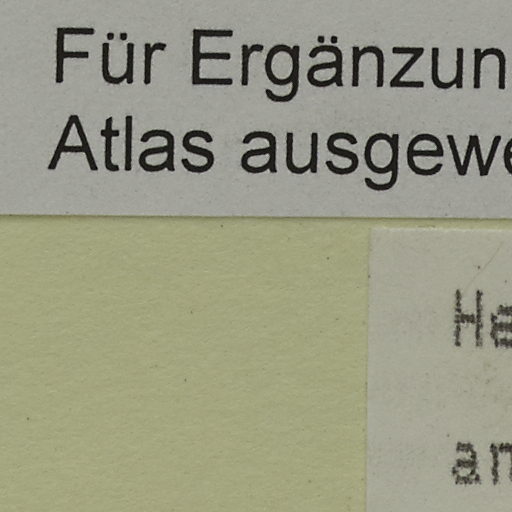 Für Ergänzun
Atlas ausgewe
He
an